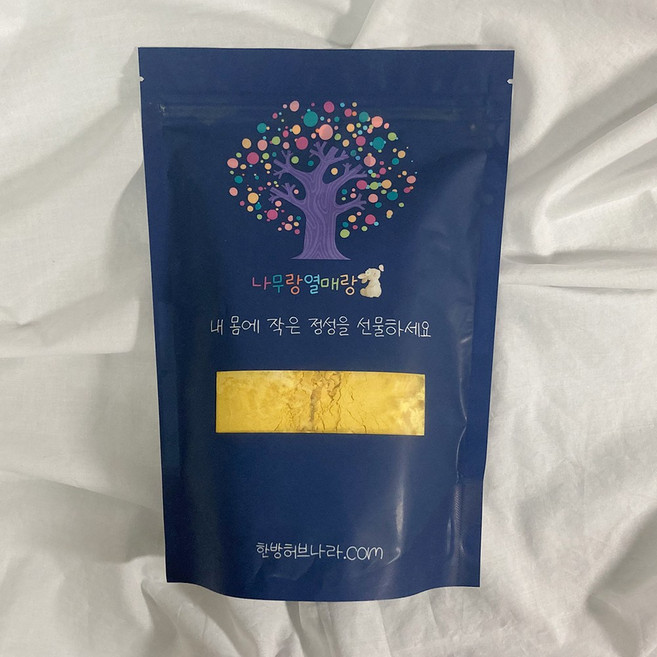 나무랑열매랑
내 몸에 작은 정성을 선물하세요
한방허브나라.com